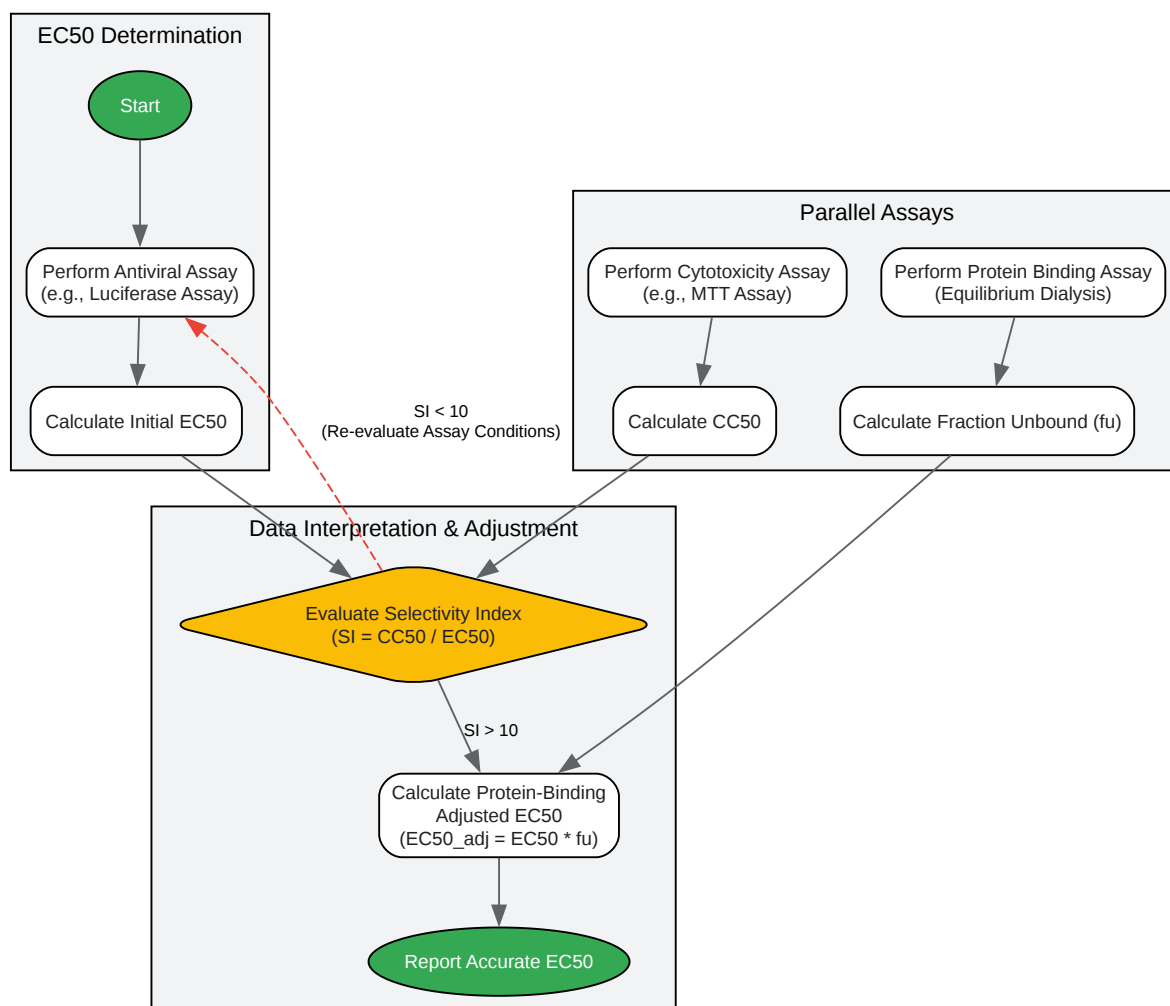 EC50 Determination
Start
Perform Antiviral Assay
(e.g., Luciferase Assay)
Calculate Initial EC50
Parallel Assays
Perform Cytotoxicity Assay
(e.g., MTT Assay)
Perform Protein Binding Assay
(Equilibrium Dialysis)
Calculate CC50
Calculate Fraction Unbound (fu)
SI < 10
(Re-evaluate Assay Conditions)
Data Interpretation & Adjustment
Evaluate Selectivity Index
(SI = CC50 / EC50)
SI > 10
Calculate Protein-Binding
Adjusted EC50
(EC50_adj = EC50 * fu)
Report Accurate EC50